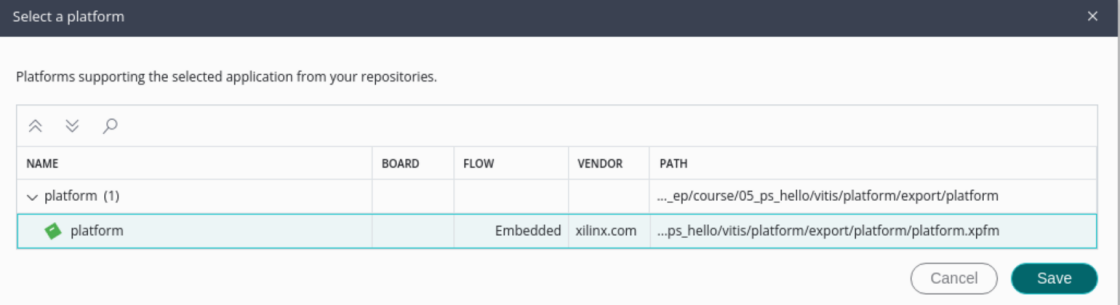 Select a platform
Platforms supporting the selected application from your repositories.
NAME BOARD FLOW VENDOR PATH
platform (1) ..._ep/course/05_ps_hello/vitis/platform/export/platform
platform Embedded xilinx.com ...ps_hello/vitis/platform/export/platform/platform.xpfm
Cancel Save